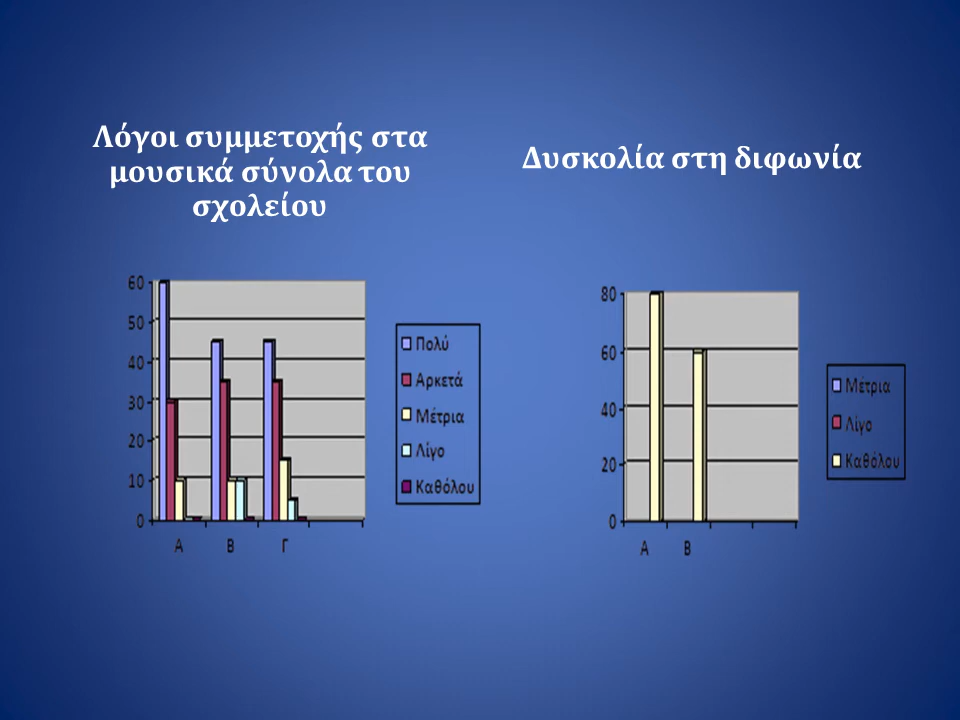 Λόγοι συμμετοχής στα
μουσικά σύνολα του
σχολείου
Δυσκολία στη διφωνία
60
50
40
30
20
10
0
Α
Β
Γ
Πολύ
Αρκετά
Μέτρια
Λίγο
Καθόλου
80
60
40
20
0
Α
Β
Μέτρια
Λίγο
Καθόλου